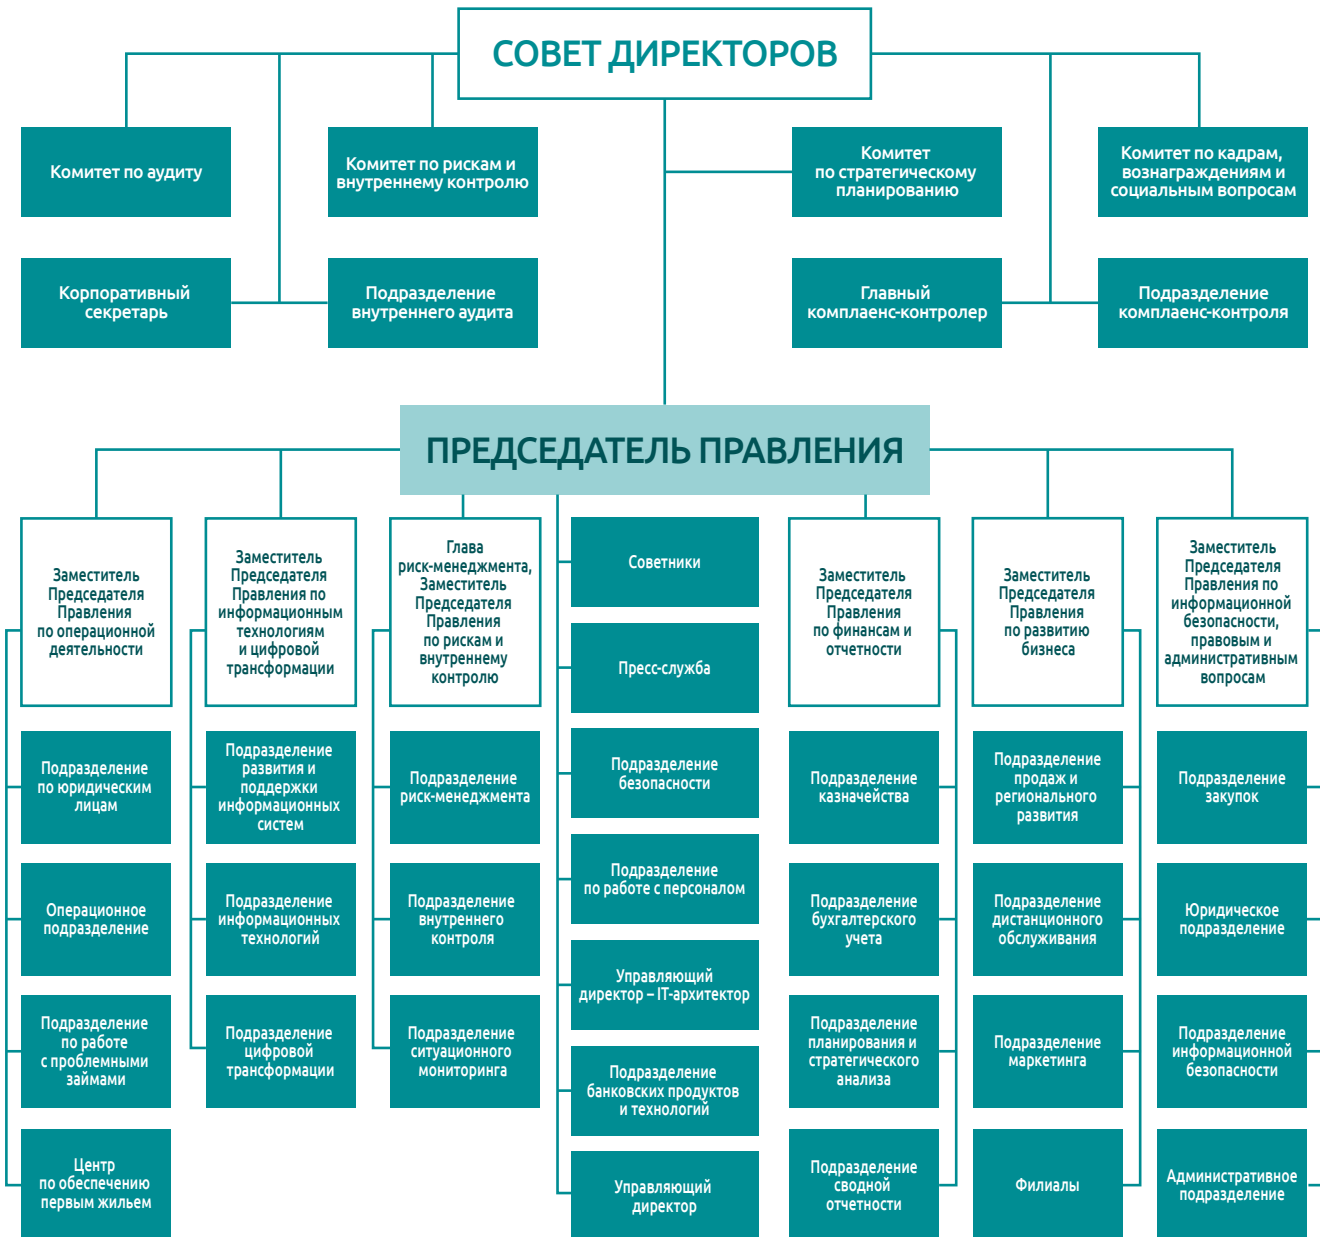 СОВЕТ ДИРЕКТОРОВ
Комитет по аудиту
Комитет по рискам и
внутреннему контролю
Комитет
по стратегическому
планированию
Комитет по кадрам,
вознаграждениям и
социальным вопросам
Корпоративный
секретарь
Подразделение
внутреннего аудита
Главный
комплаенс-контролер
Подразделение
комплаенс-контроля
ПРЕДСЕДАТЕЛЬ ПРАВЛЕНИЯ
Заместитель
Председателя
Правления
по операционной
деятельности
Подразделение
по юридическим
лицам
Операционное
подразделение
Подразделение
по работе
с проблемными
займами
Центр
по обеспечению
первым жильем
Заместитель
Председателя
Правления по
информационным
технологиям
и цифровой
трансформации
Подразделение
развития и
поддержки
информационных
систем
Подразделение
информационных
технологий
Подразделение
цифровой
трансформации
Глава
риск-менеджмента,
Заместитель
Председателя
Правления
по рискам и
внутреннему
контролю
Подразделение
риск-менеджмента
Подразделение
внутреннего
контроля
Подразделение
ситуационного
мониторинга
Советники
Пресс-служба
Подразделение
безопасности
Подразделение
по работе с персоналом
Управляющий
директор – IT-архитектор
Подразделение
банковских продуктов
и технологий
Управляющий
директор
Заместитель
Председателя
Правления
по финансам и
отчетности
Подразделение
казначейства
Подразделение
бухгалтерского
учета
Подразделение
планирования и
стратегического
анализа
Подразделение
сводной
отчетности
Заместитель
Председателя
Правления
по развитию
бизнеса
Подразделение
продаж и
регионального
развития
Подразделение
дистанционного
обслуживания
Подразделение
маркетинга
Филиалы
Заместитель
Председателя
Правления по
информационной
безопасности,
правовым и
административным
вопросам
Подразделение
закупок
Юридическое
подразделение
Подразделение
информационной
безопасности
Административное
подразделение